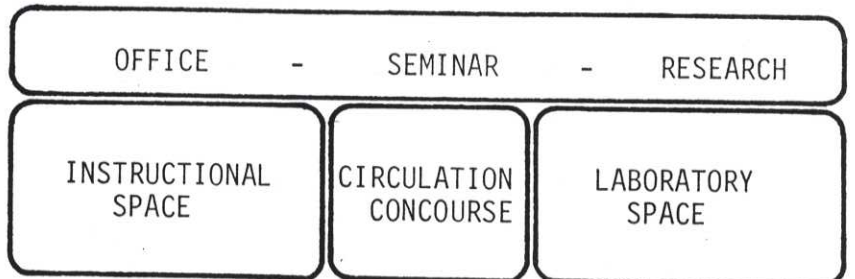 OFFICE - SEMINAR - RESEARCH
INSTRUCTIONAL SPACE
CIRCULATION CONCOURSE
LABORATORY SPACE